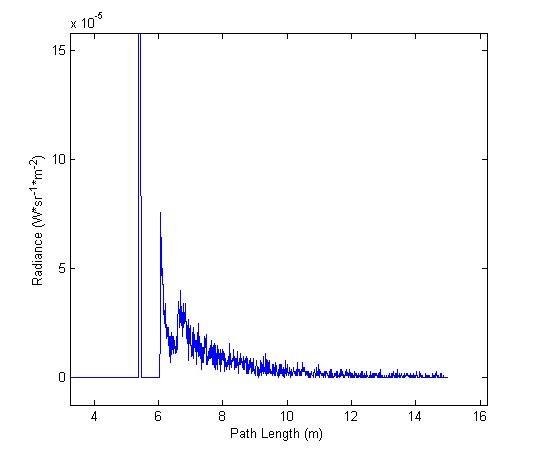 x 10-5
15
10
5
0
4 6 8 10 12 14 16
Path Length (m)
Radiance (W*sr-1*m-2)